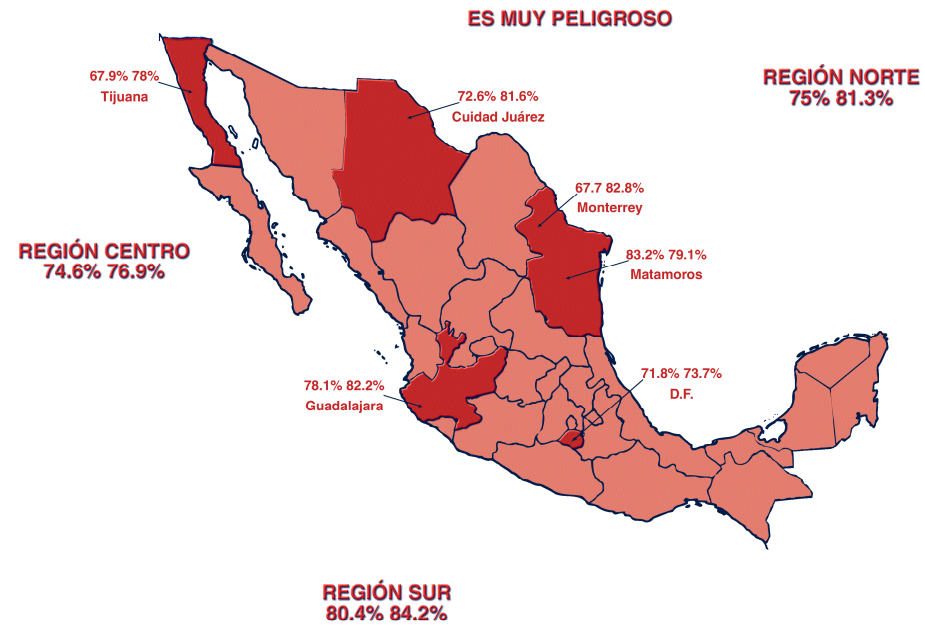 ES MUY PELIGROSO
REGIÓN NORTE
75% 81.3%
67.9% 78%
Tijuana
72.6% 81.6%
Cuidad Juárez
67.7 82.8%
Monterrey
REGIÓN CENTRO
74.6% 76.9%
83.2% 79.1%
Matamoros
78.1% 82.2%
Guadalajara
71.8% 73.7%
D.F.
REGIÓN SUR
80.4% 84.2%